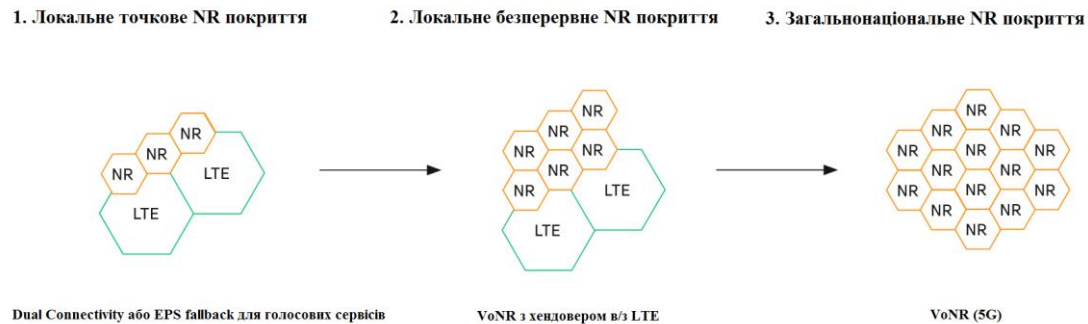 1. Локальне точкове NR покриття
2. Локальне безперервне NR покриття
3. Загальнонаціональне NR покриття
NR
NR
NR
LTE
LTE
NR
NR
NR
NR
NR
NR
LTE
LTE
NR
NR NR
NR NR NR
NR NR
NR NR NR
NR NR
NR
Dual Connectivity або EPS fallback для голосових сервісів
VoNR з хендовером в/з LTE
VoNR (5G)